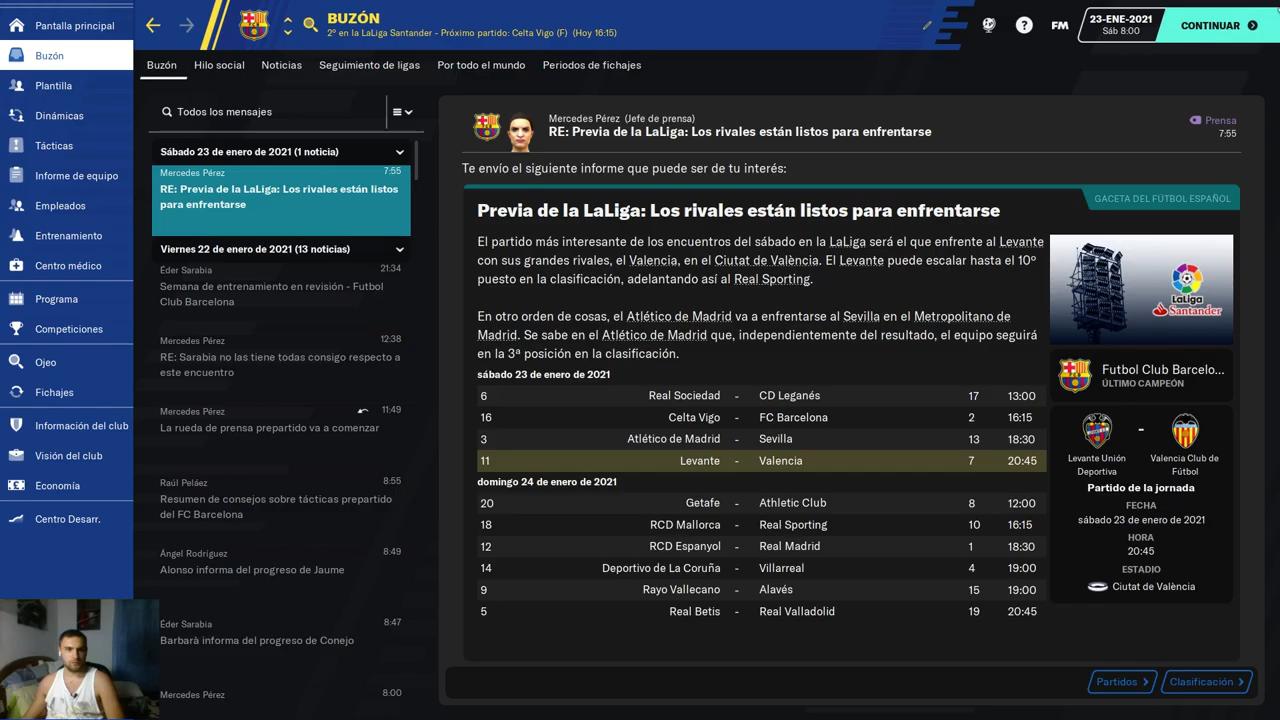 Pantalla principal
Buzón
Plantilla
Dinámicas
Tácticas
Informe de equipo
Empleados
Entrenamiento
Centro médico
Programa
Competiciones
Ojeo
Fichajes
Información del club
Visión del club
Economía
Centro Desarr.
BUZÓN
2º en la LaLiga Santander - Próximo partido: Celta Vigo (F) (Hoy 16:15)
FM
23-ENE-2021
Sáb 8:00
CONTINUAR
Buzón Hilo social Noticias Seguimiento de ligas Por todo el mundo Periodos de fichajes
Todos los mensajes
Sábado 23 de enero de 2021 (1 noticia)
Mercedes Pérez 7:55
RE: Previa de la LaLiga: Los rivales están listos
para enfrentarse
Viernes 22 de enero de 2021 (13 noticias)
Éder Sarabia 21:34
Semana de entrenamiento en revisión - Futbol
Club Barcelona
Mercedes Pérez 12:38
RE: Sarabia no las tiene todas consigo respecto a
este encuentro
Mercedes Pérez 11:49
La rueda de prensa prepartido va a comenzar
Raúl Peláez 8:55
Resumen de consejos sobre tácticas prepartido
del FC Barcelona
Ángel Rodríguez 8:49
Alonso informa del progreso de Jaume
Éder Sarabia 8:47
Barbarà informa del progreso de Conejo
Mercedes Pérez 8:00
Mercedes Pérez (Jefe de prensa)
RE: Previa de la LaLiga: Los rivales están listos para enfrentarse
Prensa
7:55
Te envío el siguiente informe que puede ser de tu interés:
GACETA DEL FÚTBOL ESPAÑOL
Previa de la LaLiga: Los rivales están listos para enfrentarse
El partido más interesante de los encuentros del sábado en la LaLiga será el que enfrente al Levante
con sus grandes rivales, el Valencia, en el Ciutat de València. El Levante puede escalar hasta el 10º
puesto en la clasificación, adelantando así al Real Sporting.
En otro orden de cosas, el Atlético de Madrid va a enfrentarse al Sevilla en el Metropolitano de
Madrid. Se sabe en el Atlético de Madrid que, independientemente del resultado, el equipo seguirá
en la 3ª posición en la clasificación.
sábado 23 de enero de 2021
6 Real Sociedad - CD Leganés 17 13:00
16 Celta Vigo - FC Barcelona 2 16:15
3 Atlético de Madrid - Sevilla 13 18:30
11 Levante - Valencia 7 20:45
domingo 24 de enero de 2021
20 Getafe - Athletic Club 8 12:00
18 RCD Mallorca - Real Sporting 10 16:15
12 RCD Espanyol - Real Madrid 1 18:30
14 Deportivo de La Coruña - Villarreal 4 19:00
9 Rayo Vallecano - Alavés 15 19:00
5 Real Betis - Real Valladolid 19 20:45
LaLiga
Santander
Futbol Club Barcelo...
ÚLTIMO CAMPEÓN
-
Levante Unión
Deportiva
Valencia Club de
Fútbol
Partido de la jornada
FECHA
sábado 23 de enero de 2021
HORA
20:45
ESTADIO
Ciutat de València
Partidos
Clasificación